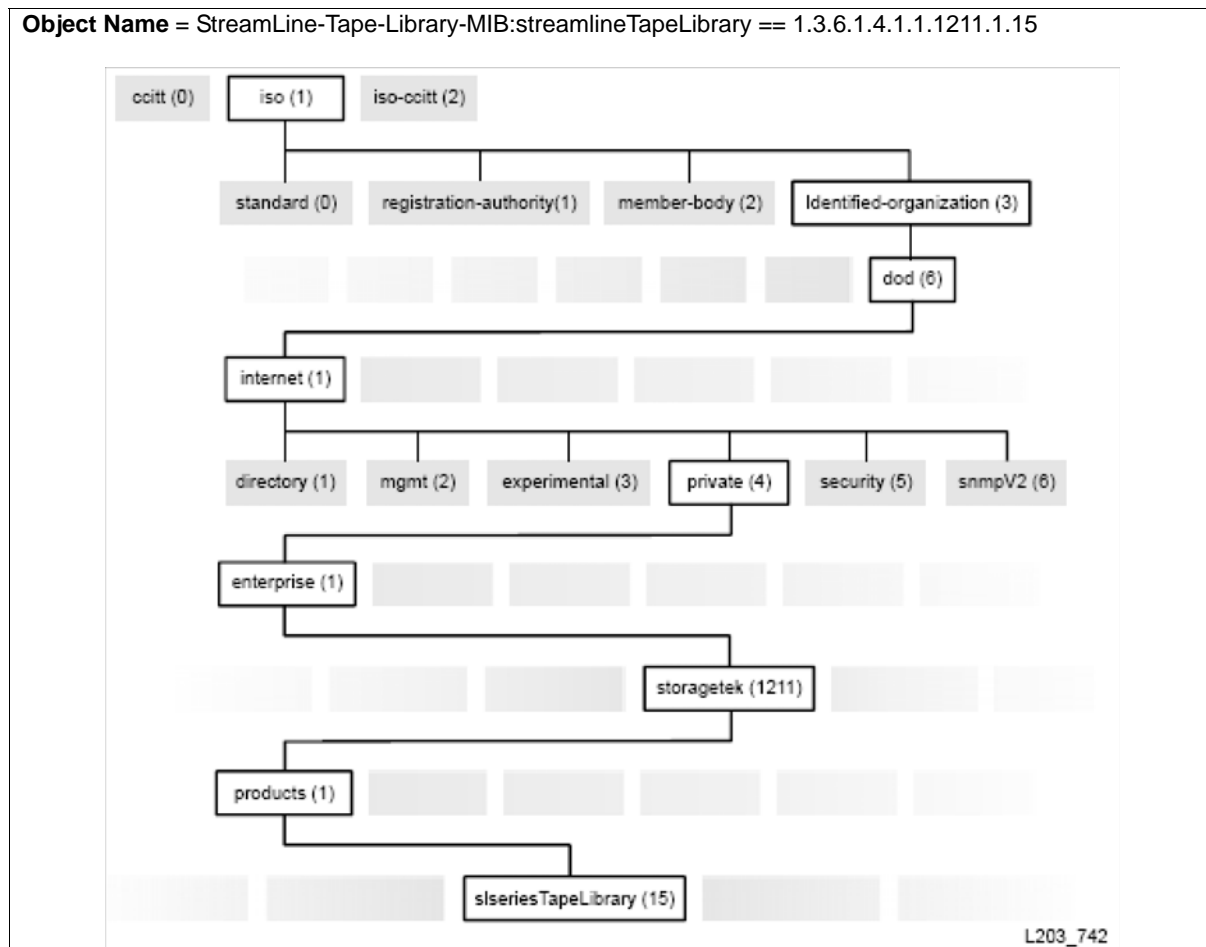 Object Name = StreamLine-Tape-Library-MIB:streamlineTapeLibrary == 1.3.6.1.4.1.1.1211.1.15
ccitt (0) iso (1) iso-ccitt (2)
standard (0) registration-authority(1) member-body (2) Identified-organization (3)
dod (6)
internet (1)
directory (1) mgmt (2) experimental (3) private (4) security (5) snmpV2 (6)
enterprise (1)
storagetek (1211)
products (1)
slseriesTapeLibrary (15)
L203_742